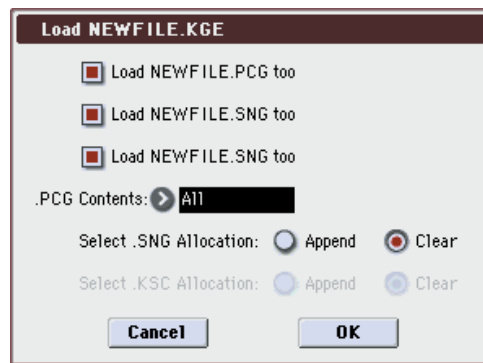 Load NEWFILE.KGE
Load NEWFILE.PCG too
Load NEWFILE.SNG too
Load NEWFILE.SNG too
.PCG Contents: All
Select .SNG Allocation: Append Clear
Select .KSC Allocation: Append Clear
Cancel OK